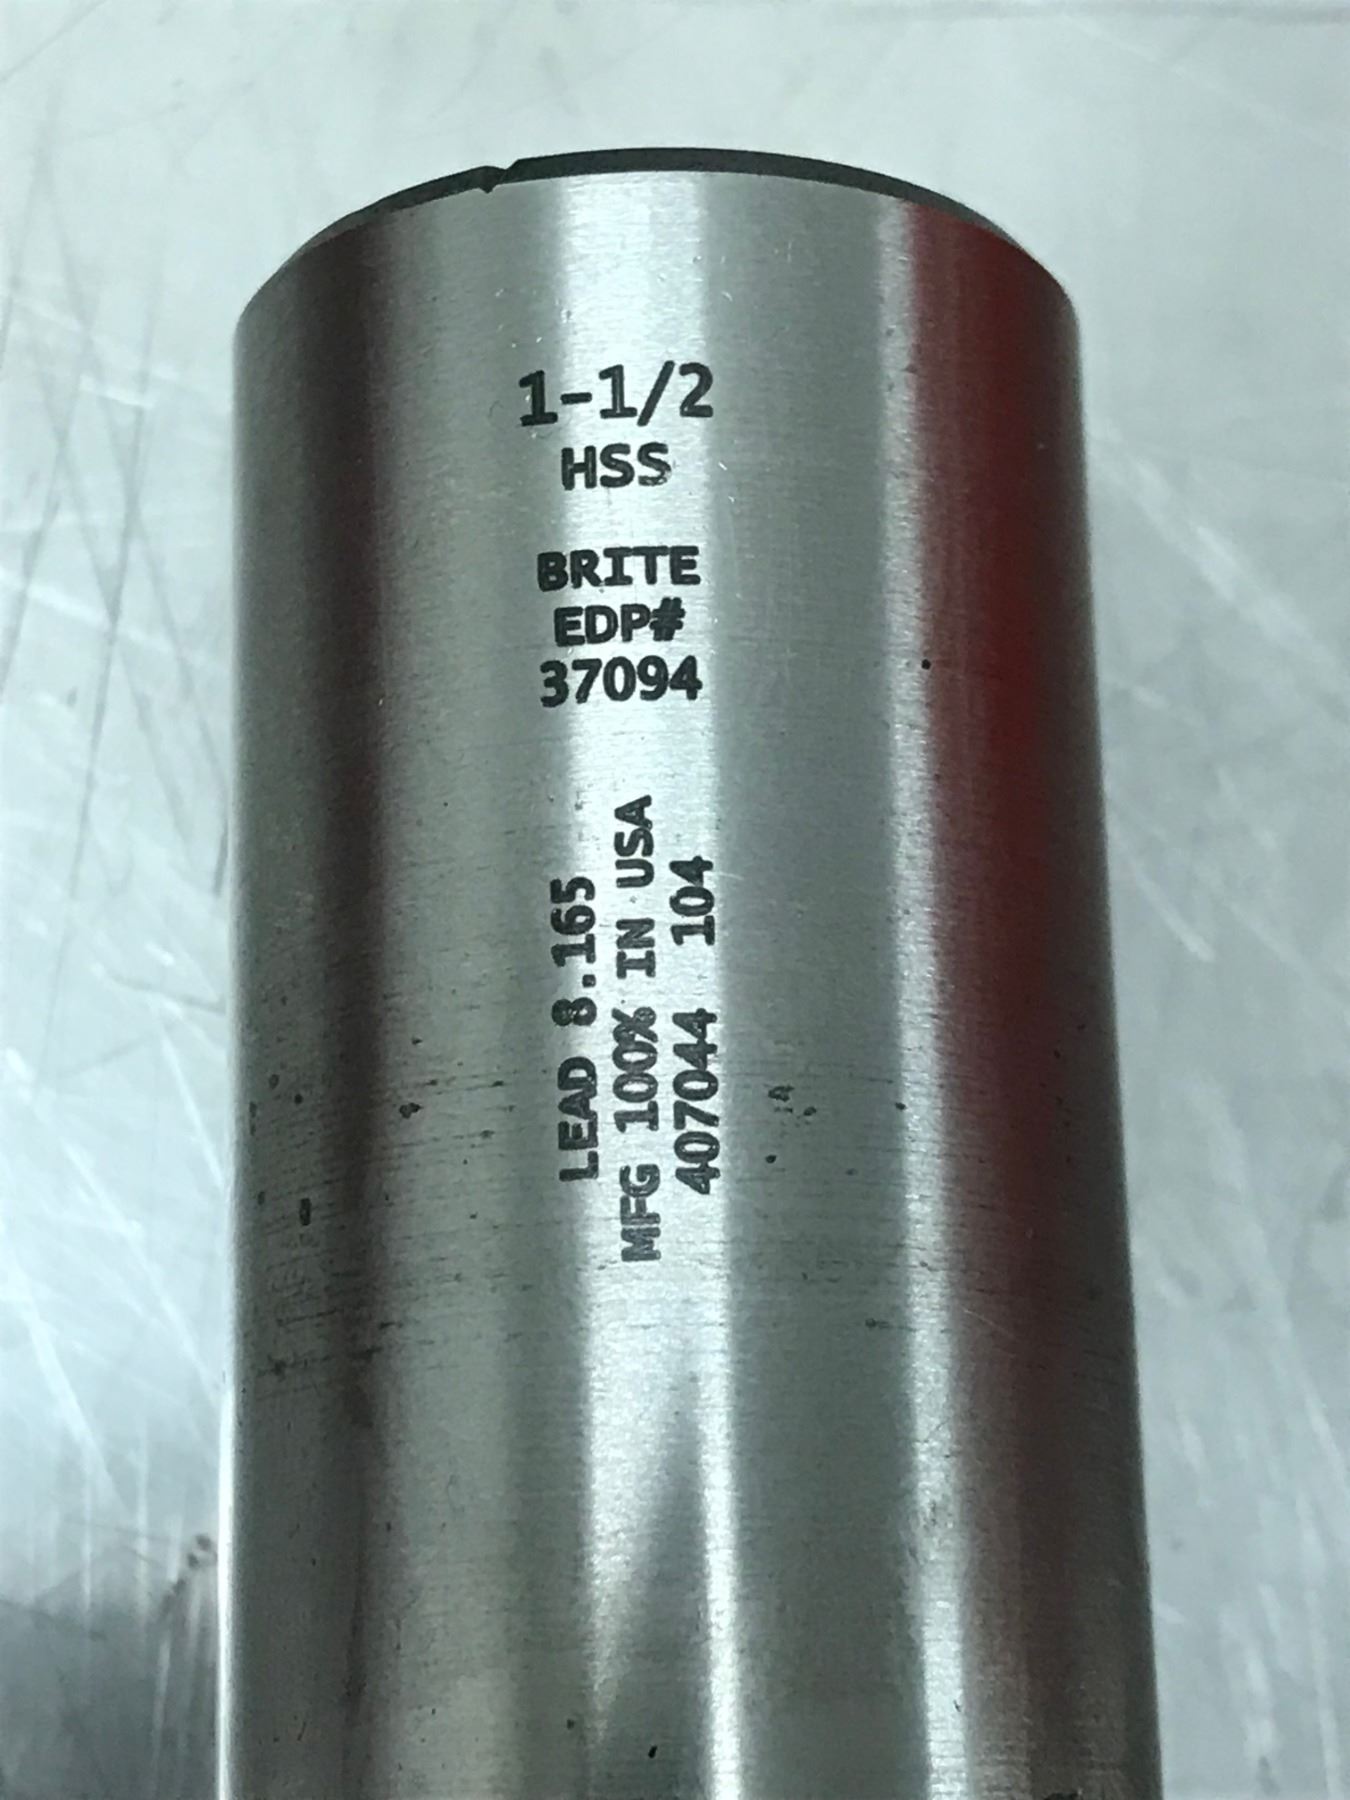 1-1/2
HSS
BRITE
EDP#
37094
LEAD 8.165
MFG 100% IN USA
407044 104